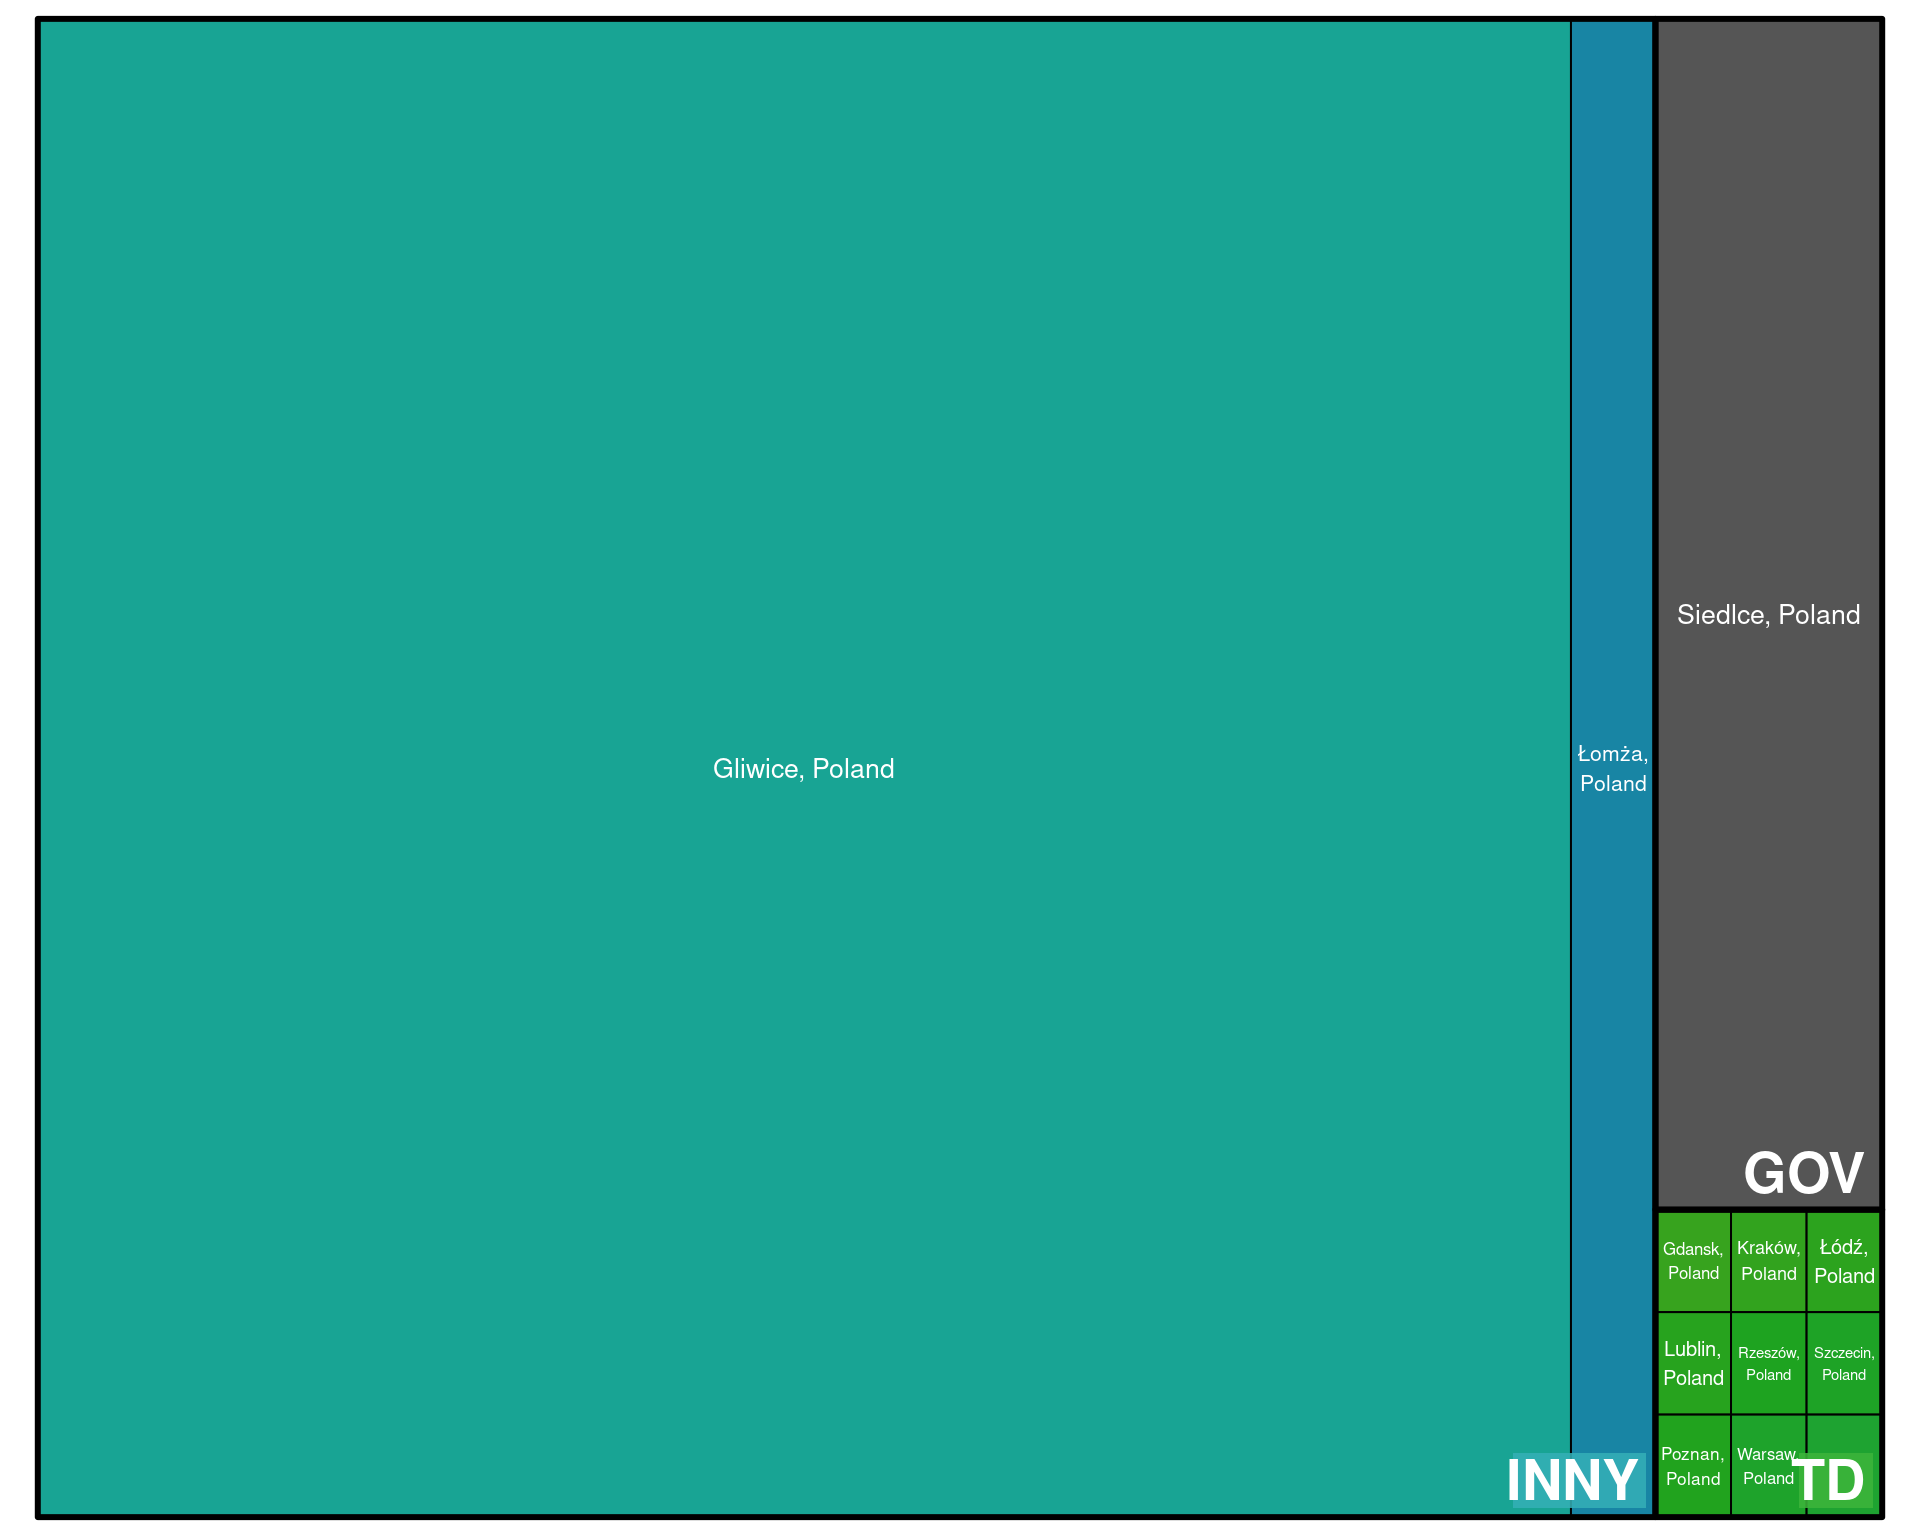 Gliwice, Poland
Łomża,
Poland
INNY
Siedlce, Poland
GOV
Gdansk,
Poland
Kraków,
Poland
Łódź,
Poland
Lublin,
Poland
Rzeszów,
Poland
Szczecin,
Poland
Poznan,
Poland
Warsaw,
Poland
TD